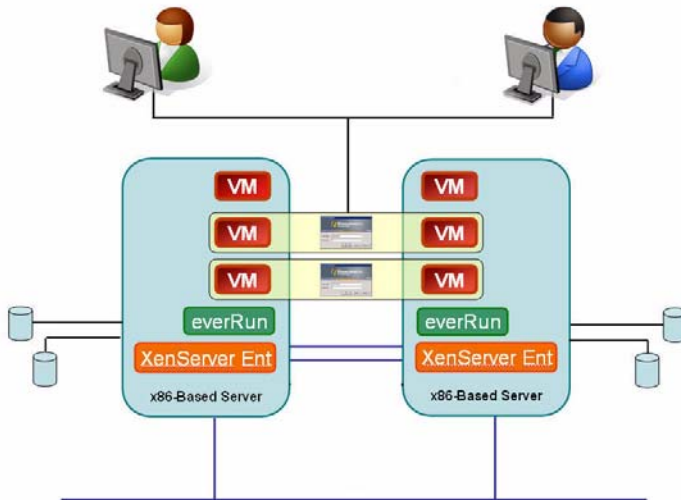 VM
VM
VM
VM
VM
VM
everRun
everRun
XenServer Ent
XenServer Ent
x86-Based Server
x86-Based Server